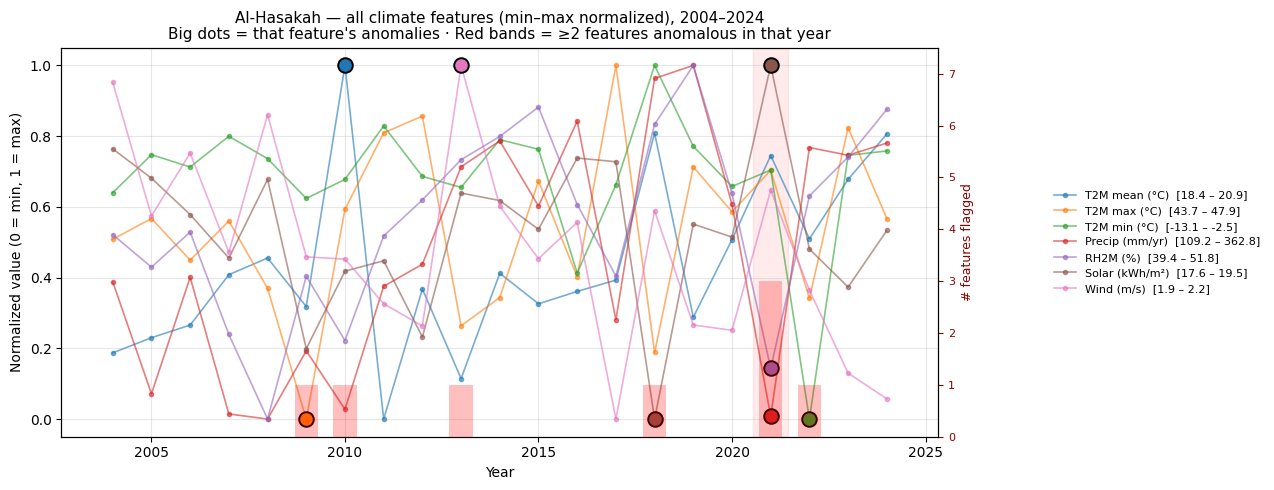 Al-Hasakah — all climate features (min–max normalized), 2004–2024
Big dots = that feature's anomalies · Red bands = ≥2 features anomalous in that year
Normalized value (0 = min, 1 = max)
1.0
0.8
0.6
0.4
0.2
0.0
2005
2010
2015
2020
2025
Year
7
6
5
4
3
2
1
0
# features flagged
T2M mean (°C)  [18.4 – 20.9]
T2M max (°C)  [43.7 – 47.9]
T2M min (°C)  [-13.1 – -2.5]
Precip (mm/yr)  [109.2 – 362.8]
RH2M (%)  [39.4 – 51.8]
Solar (kWh/m²)  [17.6 – 19.5]
Wind (m/s)  [1.9 – 2.2]